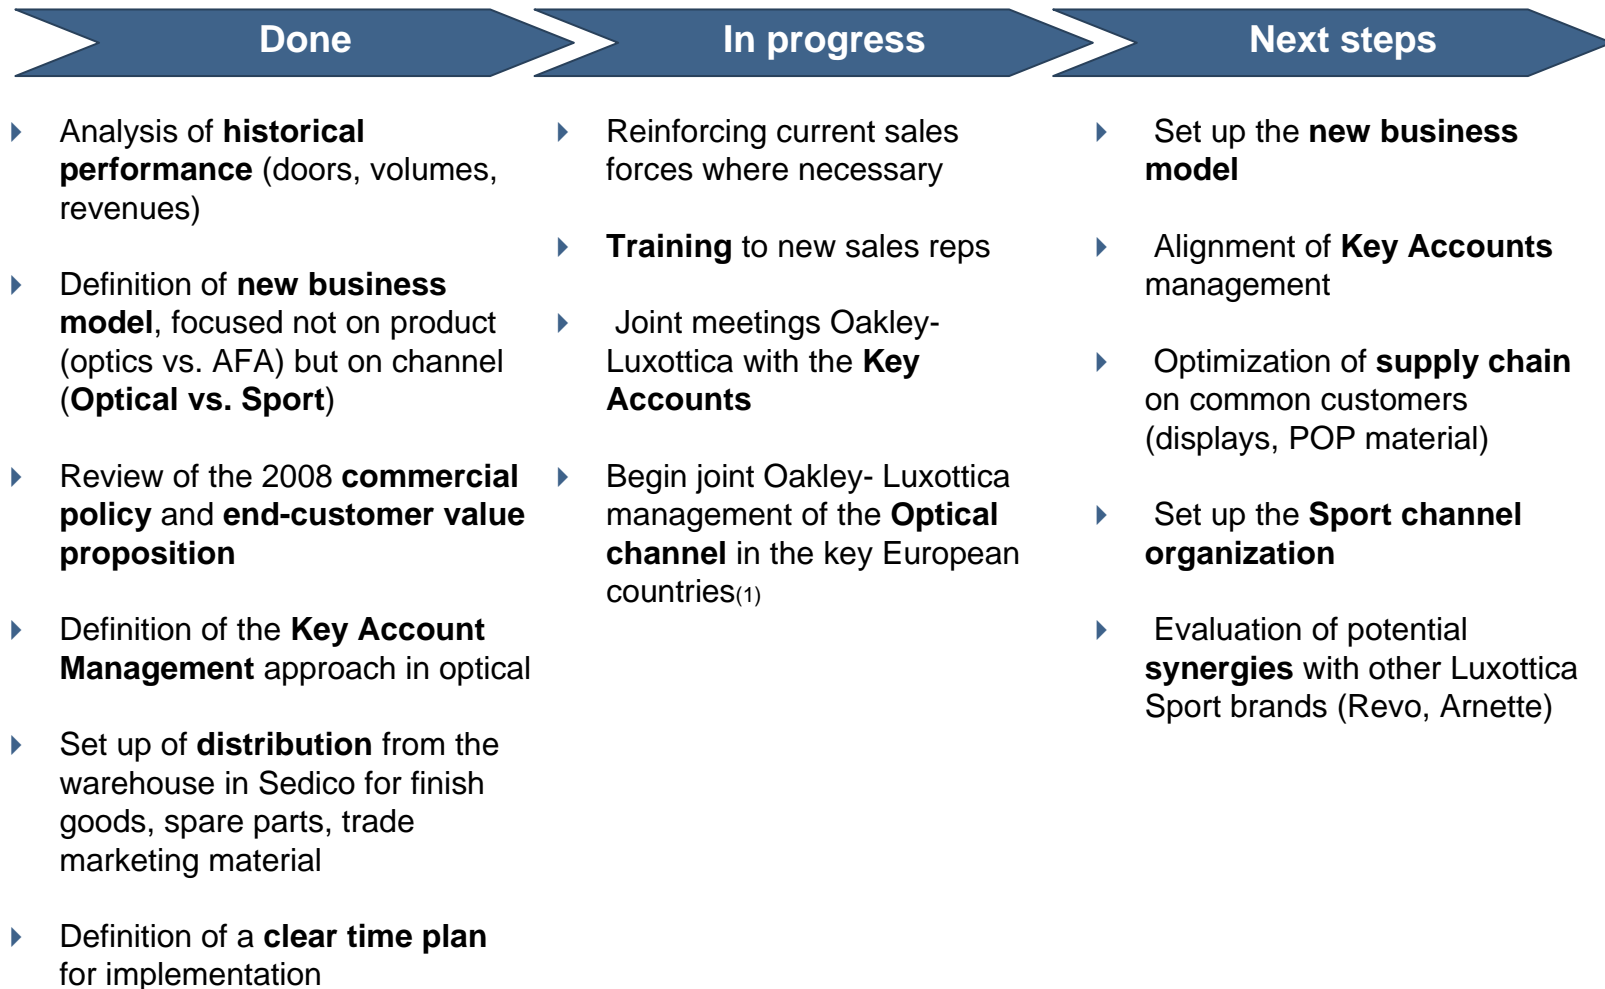 Done
In progress
Next steps
Analysis of historical
performance (doors, volumes,
revenues)
Definition of new business
model, focused not on product
(optics vs. AFA) but on channel
(Optical vs. Sport)
Review of the 2008 commercial
policy and end-customer value
proposition
Definition of the Key Account
Management approach in optical
Set up of distribution from the
warehouse in Sedico for finish
goods, spare parts, trade
marketing material
Definition of a clear time plan
for implementation
Reinforcing current sales
forces where necessary
Training to new sales reps
Joint meetings Oakley-
Luxottica with the Key
Accounts
Begin joint Oakley- Luxottica
management of the Optical
channel in the key European
countries(1)
Set up the new business
model
Alignment of Key Accounts
management
Optimization of supply chain
on common customers
(displays, POP material)
Set up the Sport channel
organization
Evaluation of potential
synergies with other Luxottica
Sport brands (Revo, Arnette)